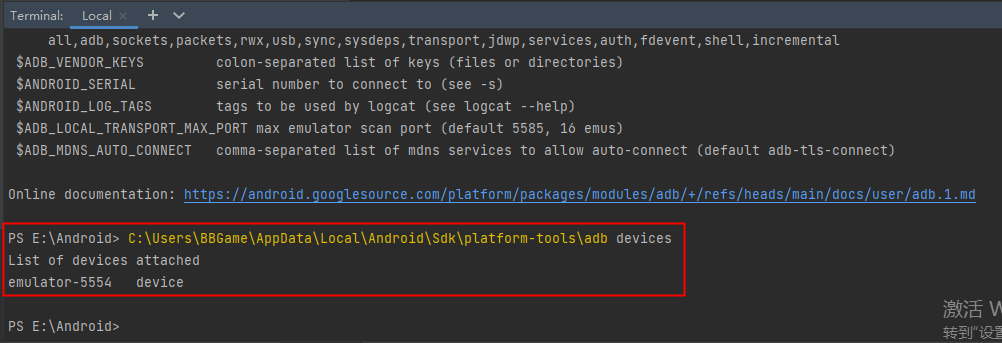 Terminal: Local × + ∨
all,adb,sockets,packets,rwx,usb,sync,sysdeps,transport,jdwp,services,auth,fdevent,shell,incremental
$ADB_VENDOR_KEYS colon-separated list of keys (files or directories)
$ANDROID_SERIAL serial number to connect to (see -s)
$ANDROID_LOG_TAGS tags to be used by logcat (see logcat --help)
$ADB_LOCAL_TRANSPORT_MAX_PORT max emulator scan port (default 5585, 16 emus)
$ADB_MDNS_AUTO_CONNECT comma-separated list of mdns services to allow auto-connect (default adb-tls-connect)
Online documentation: https://android.googlesource.com/platform/packages/modules/adb/+/refs/heads/main/docs/user/adb.1.md
PS E:\Android> C:\Users\BBGame\AppData\Local\Android\Sdk\platform-tools\adb devices
List of devices attached
emulator-5554 device
PS E:\Android>
激活 W
转到"设置